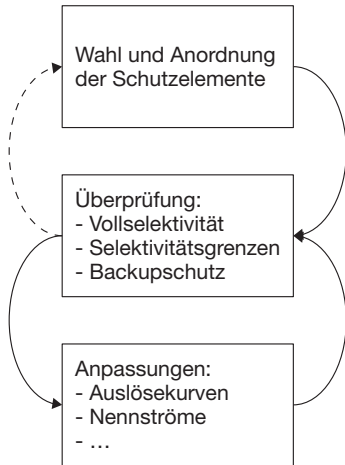 Wahl und Anordnung
der Schutzelemente
Überprüfung:
- Vollselektivität
- Selektivitätsgrenzen
- Backupschutz
Anpassungen:
- Auslösekurven
- Nennströme
- ...